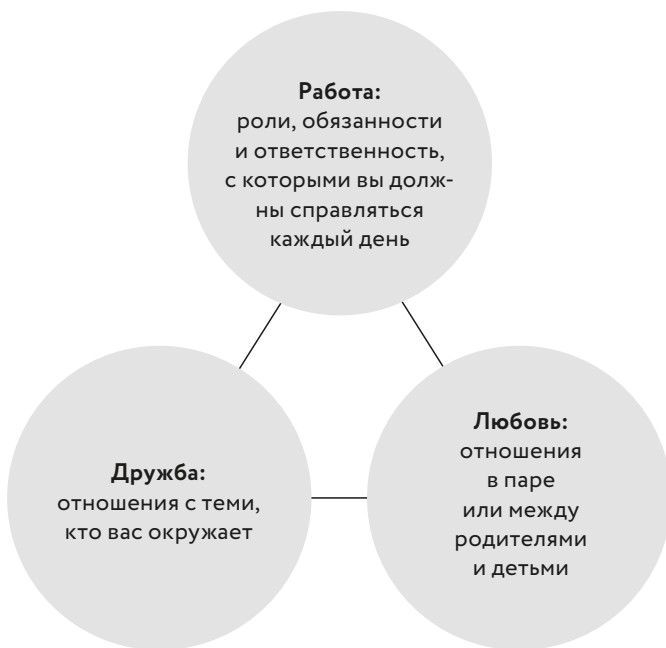 Работа:
роли, обязанности
и ответственность,
с которыми вы долж-
ны справляться
каждый день
Дружба:
отношения с теми,
кто вас окружает
Любовь:
отношения
в паре
или между
родителями
и детьми